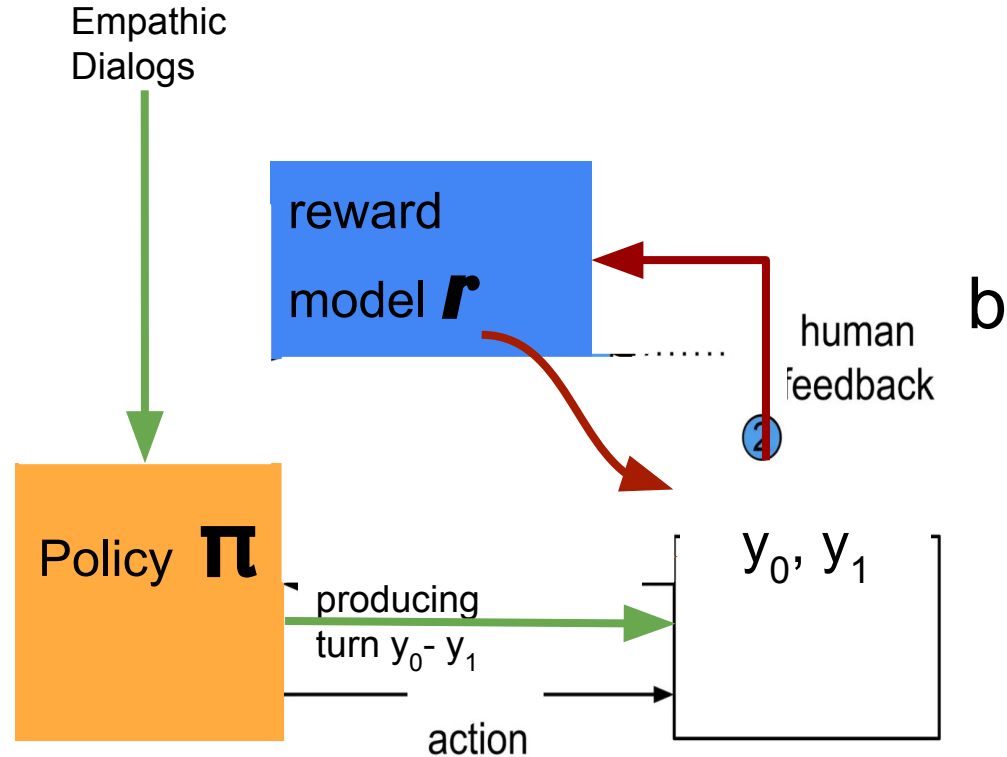 Empathic
Dialogs
reward
model r
b
human
feedback
2
Policy π
y₀, y₁
producing
turn y₀- y₁
action